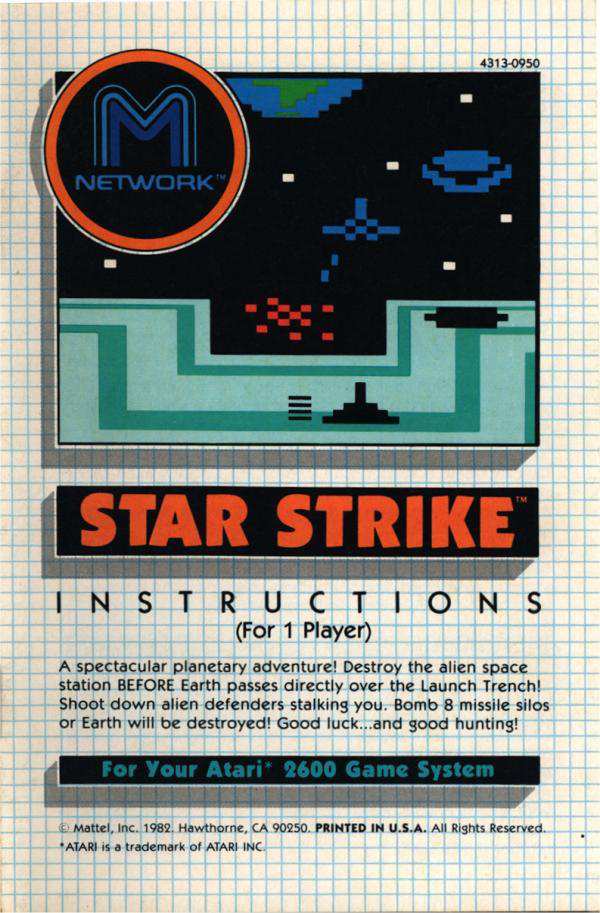 4313-0950
M
NETWORK™
STAR STRIKE™
INSTRUCTIONS
(For 1 Player)
A spectacular planetary adventure! Destroy the alien space
station BEFORE Earth passes directly over the Launch Trench!
Shoot down alien defenders stalking you. Bomb 8 missile silos
or Earth will be destroyed! Good luck...and good hunting!
For Your Atari* 2600 Game System
© Mattel, Inc. 1982. Hawthorne, CA 90250. PRINTED IN U.S.A. All Rights Reserved.
*ATARI is a trademark of ATARI INC.